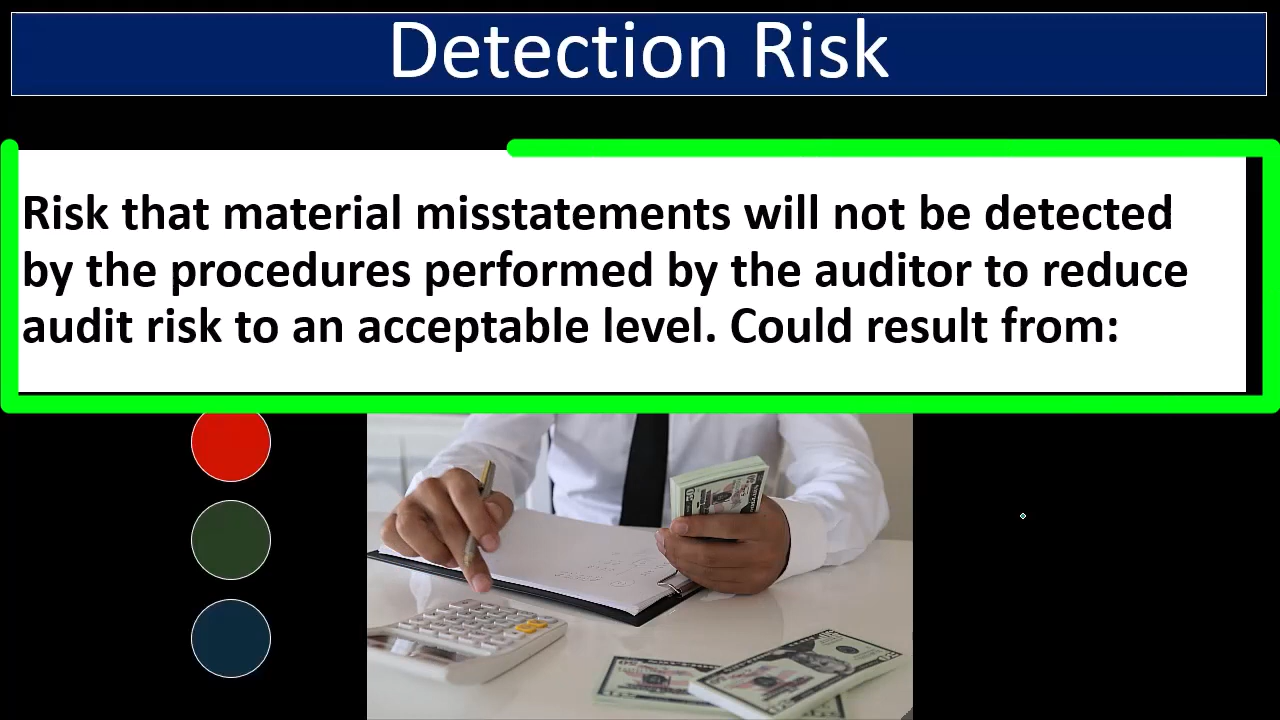 Detection Risk
Risk that material misstatements will not be detected
by the procedures performed by the auditor to reduce
audit risk to an acceptable level. Could result from: